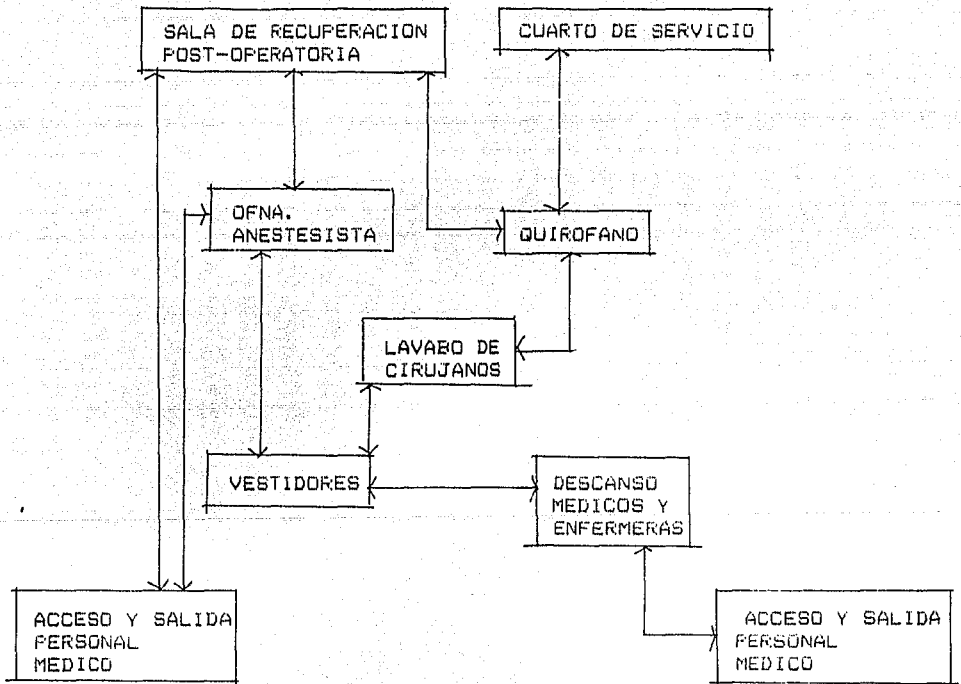 SALA DE RECUPERACION
POST-OPERATORIA
CUARTO DE SERVICIO
OFNA.
ANESTESISTA
QUIROFANO
LAVABO DE
CIRUJANOS
VESTIDORES
DESCANSO
MEDICOS Y
ENFERMERAS
ACCESO Y SALIDA
PERSONAL
MEDICO
ACCESO Y SALIDA
PERSONAL
MEDICO